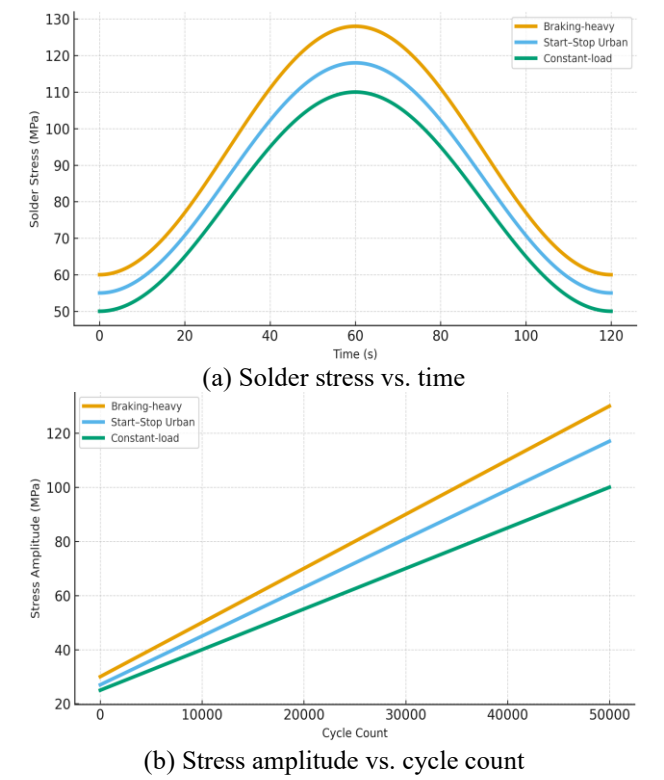 130
120
110
100
90
80
70
60
50
Solder Stress (MPa)
Braking-heavy
Start–Stop Urban
Constant-load
0 20 40 60 80 100 120
Time (s)
(a) Solder stress vs. time
Braking-heavy
Start–Stop Urban
Constant-load
120
100
80
60
40
20
Stress Amplitude (MPa)
0 10000 20000 30000 40000 50000
Cycle Count
(b) Stress amplitude vs. cycle count